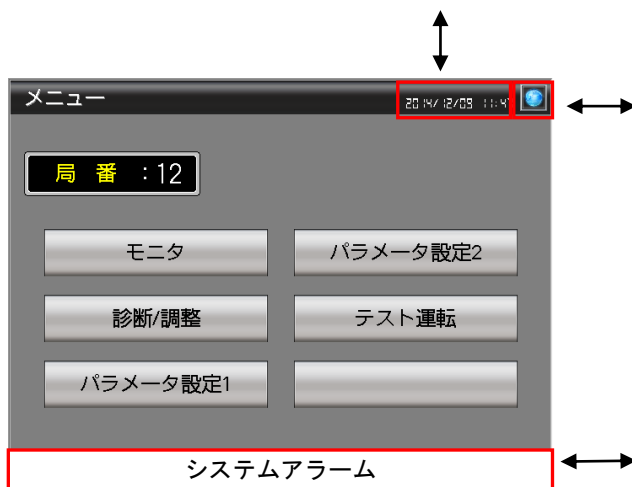 メニュー
2014/12/09 11:47
局 番 :12
モニタ
パラメータ設定2
診断/調整
テスト運転
パラメータ設定1
システムアラーム